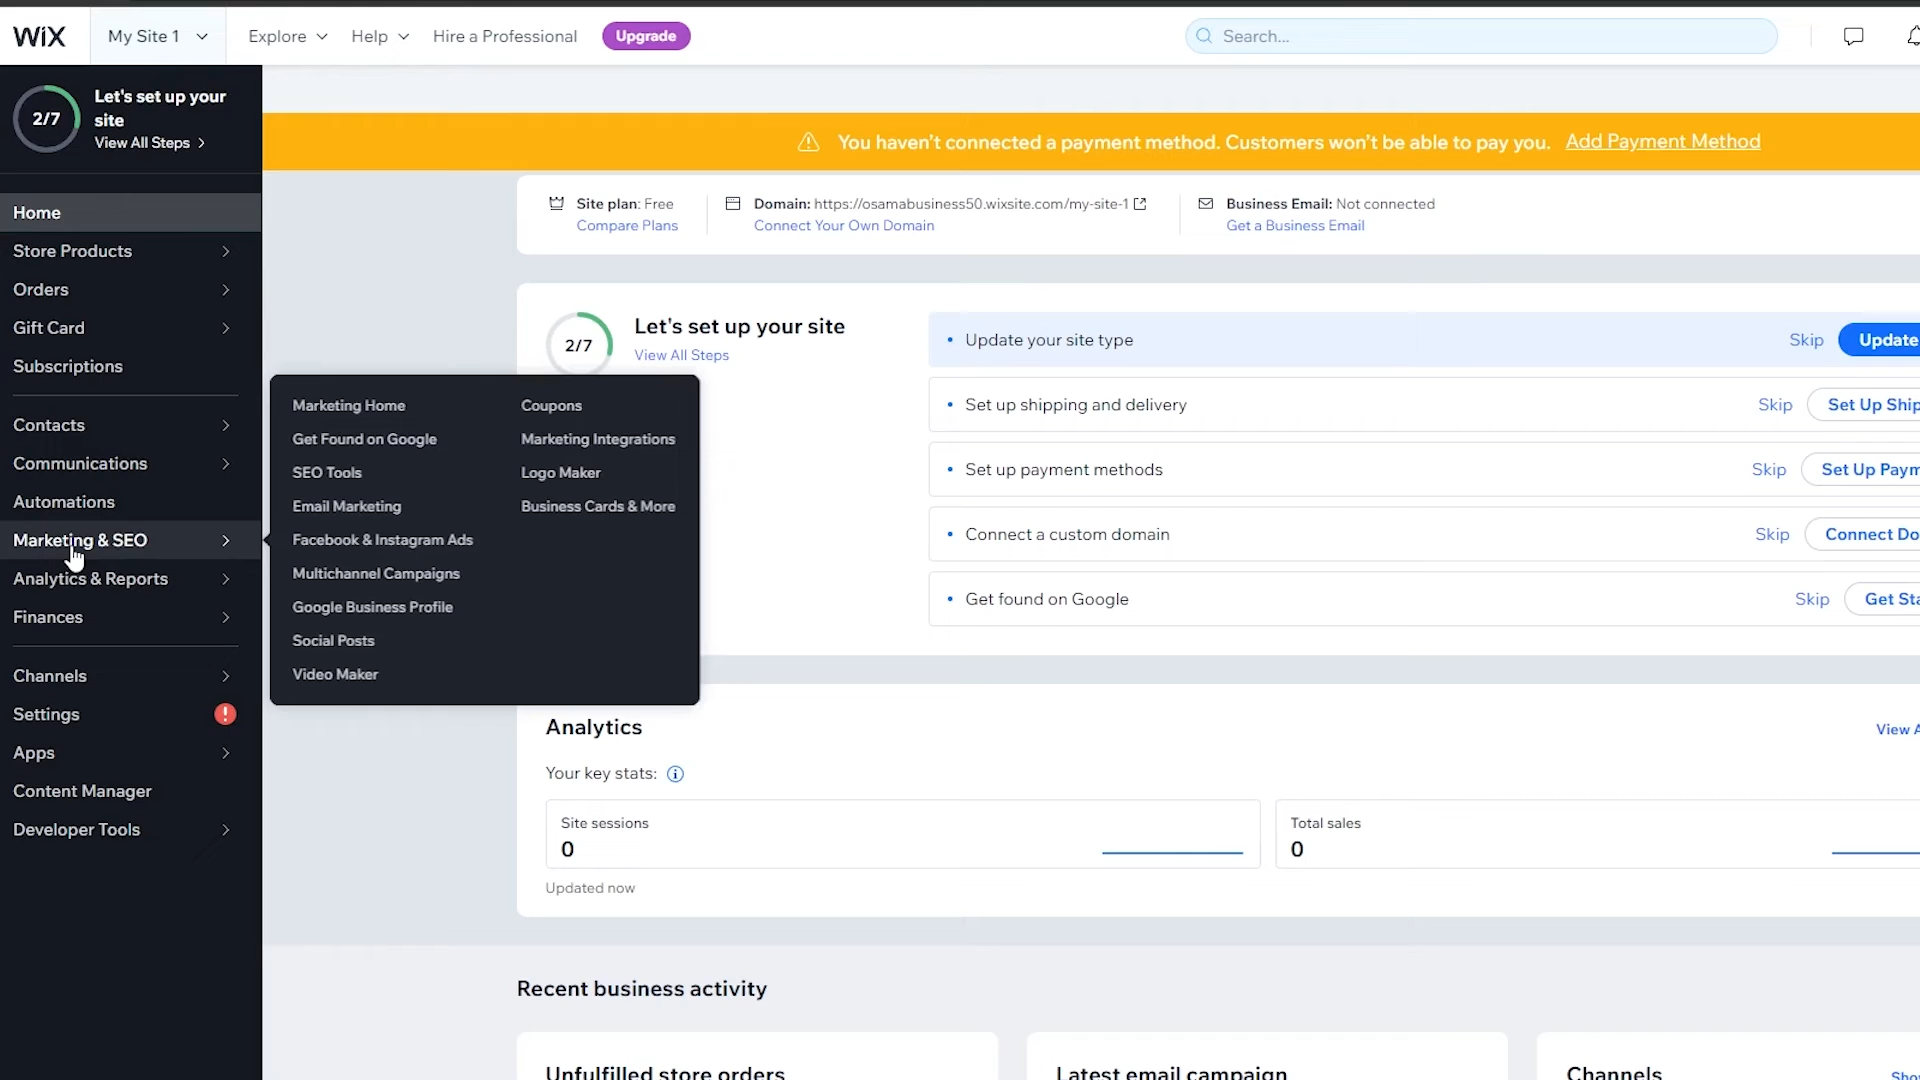 WiX
My Site 1
Explore
Help
Hire a Professional
Upgrade
Search...
2/7
Let's set up your
site
View All Steps
You haven't connected a payment method. Customers won't be able to pay you. Add Payment Method
Home
Store Products
Orders
Gift Card
Subscriptions
Contacts
Communications
Automations
Marketing & SEO
Analytics & Reports
Finances
Channels
Settings
Apps
Content Manager
Developer Tools
Marketing Home
Get Found on Google
SEO Tools
Email Marketing
Facebook & Instagram Ads
Multichannel Campaigns
Google Business Profile
Social Posts
Video Maker
Coupons
Marketing Integrations
Logo Maker
Business Cards & More
Site plan: Free
Compare Plans
Domain: https://osamabusiness50.wixsite.com/my-site-1
Connect Your Own Domain
Business Email: Not connected
Get a Business Email
2/7
Let's set up your site
View All Steps
Update your site type Skip Update
Set up shipping and delivery Skip Set Up Ship
Set up payment methods Skip Set Up Paym
Connect a custom domain Skip Connect Do
Get found on Google Skip Get Sta
Analytics
View A
Your key stats:
Site sessions
0
Total sales
0
Updated now
Recent business activity
Unfulfilled store orders
Latest email campaign
Channels
Sho